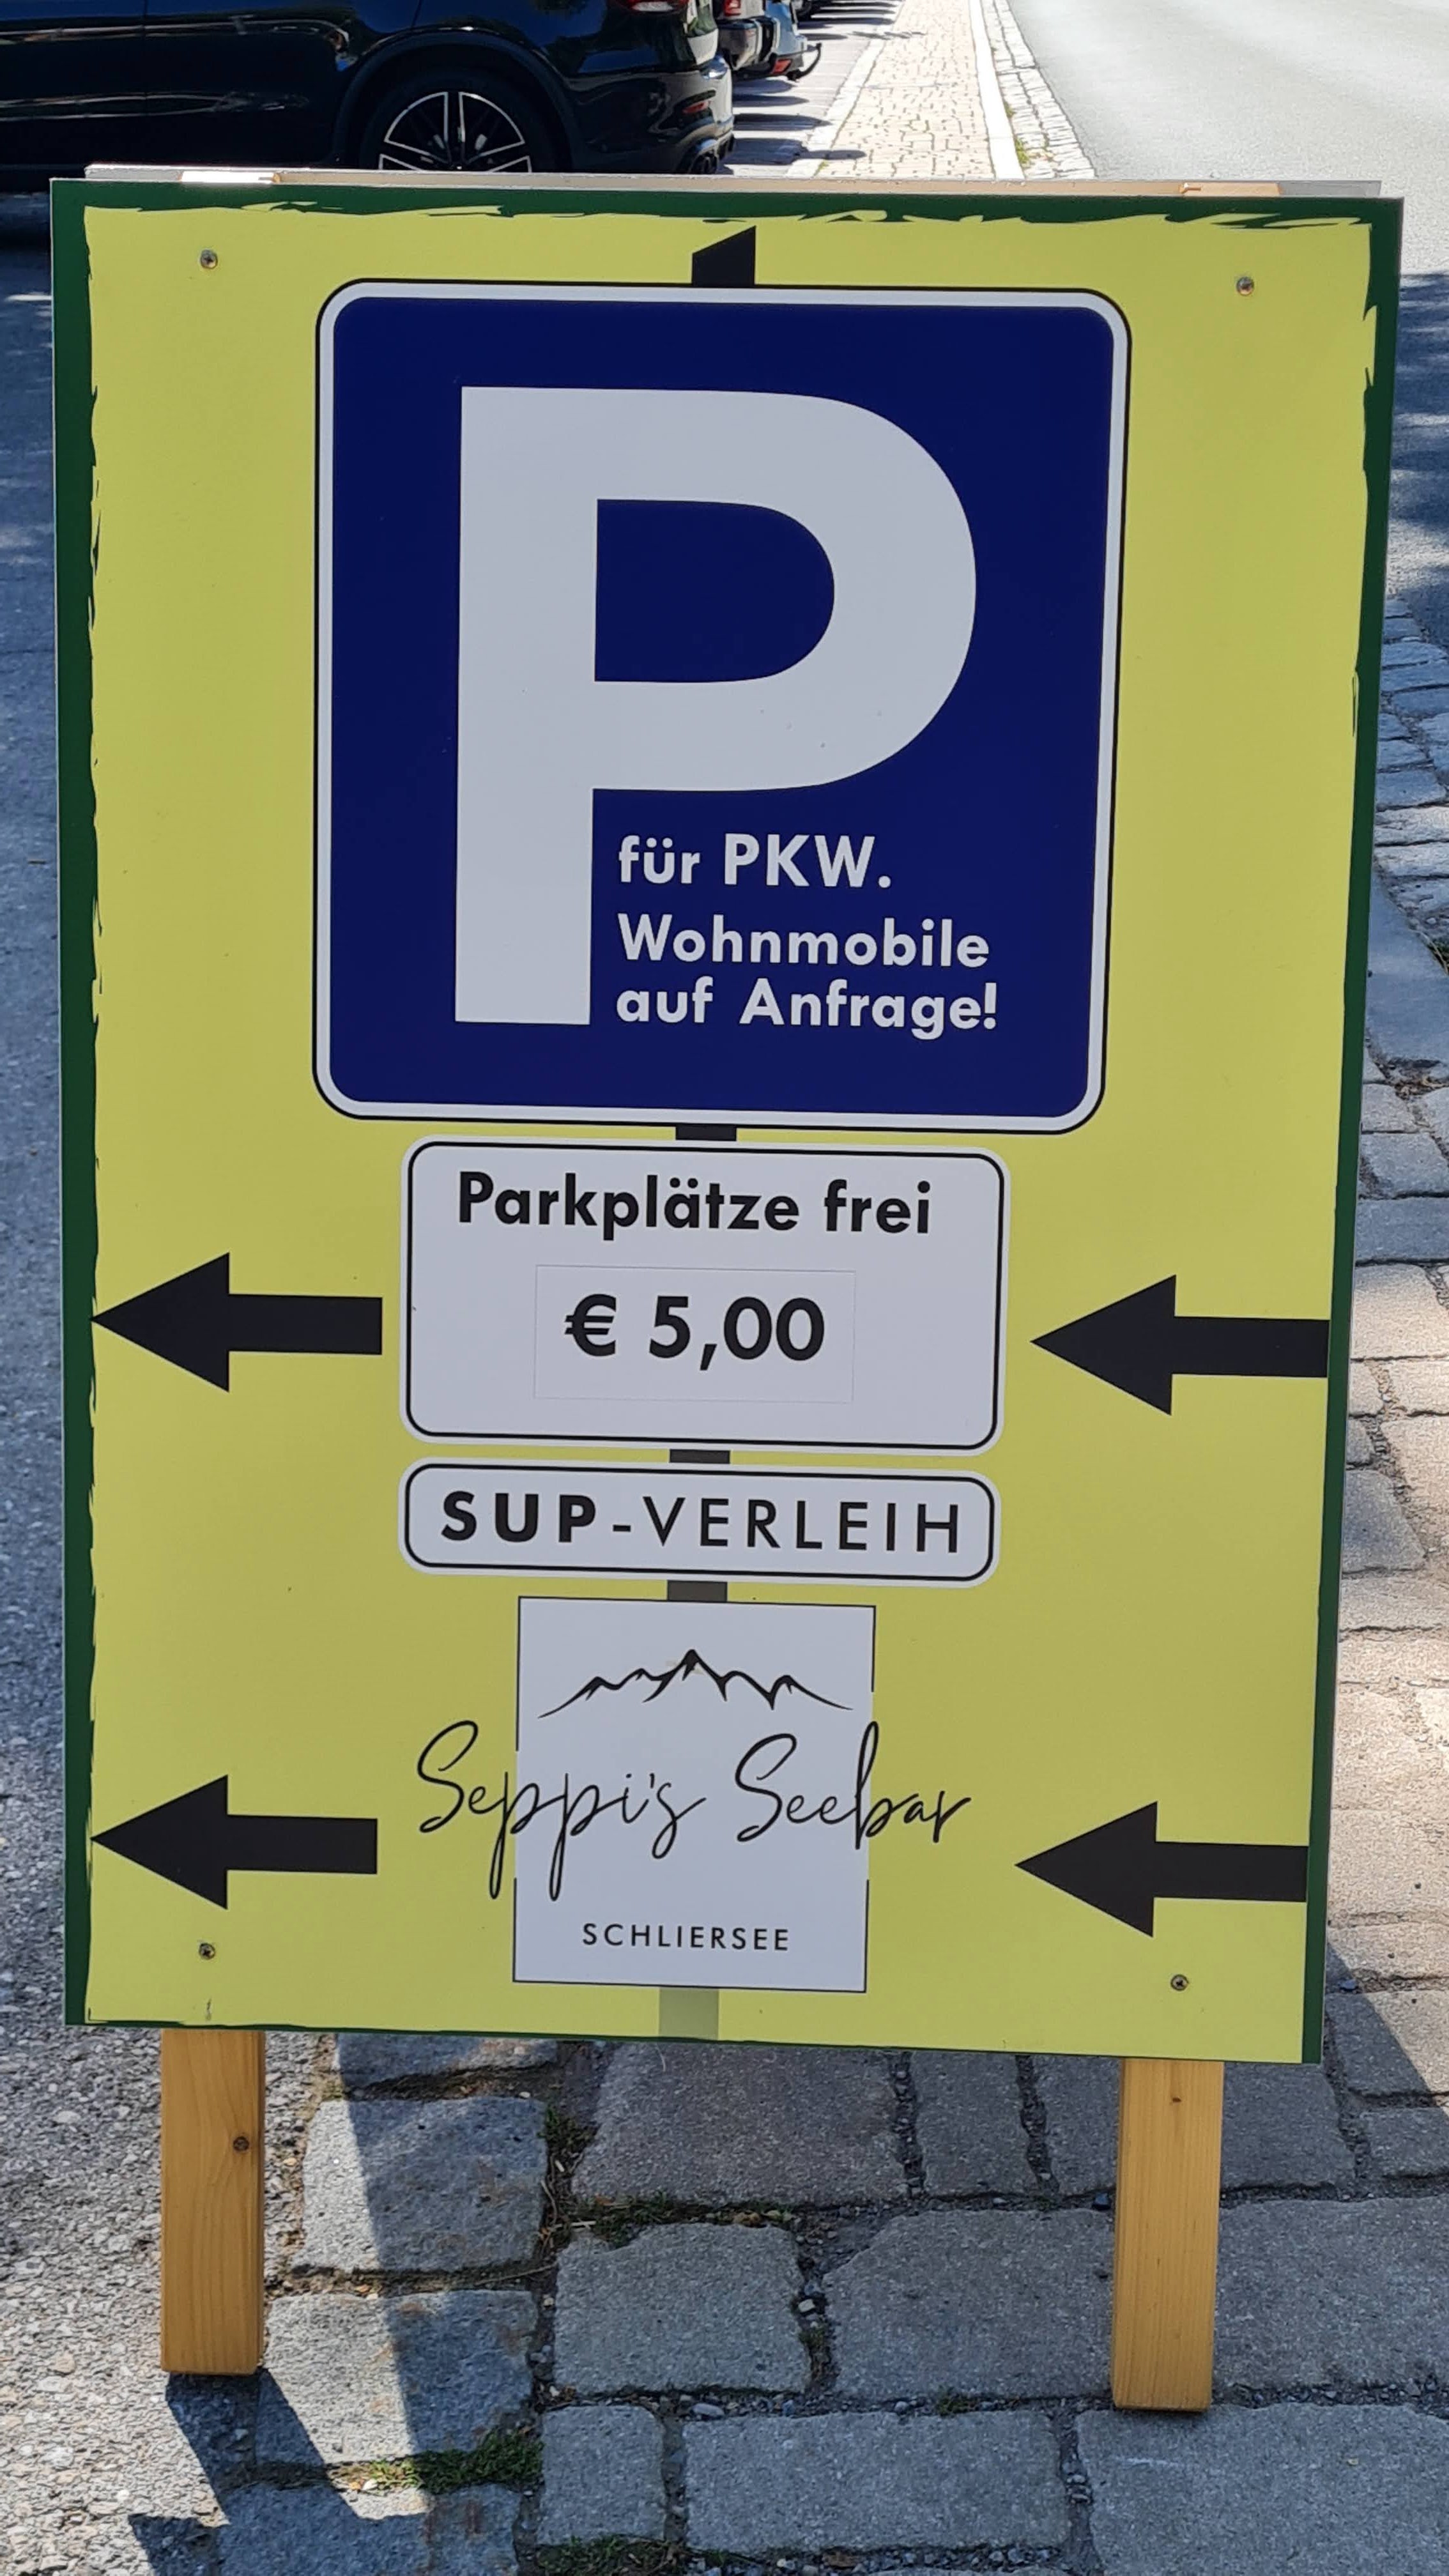 P
für PKW.
Wohnmobile
auf Anfrage!
Parkplätze frei
€ 5,00
SUP-VERLEIH
Seppi's Seebar
SCHLIERSEE